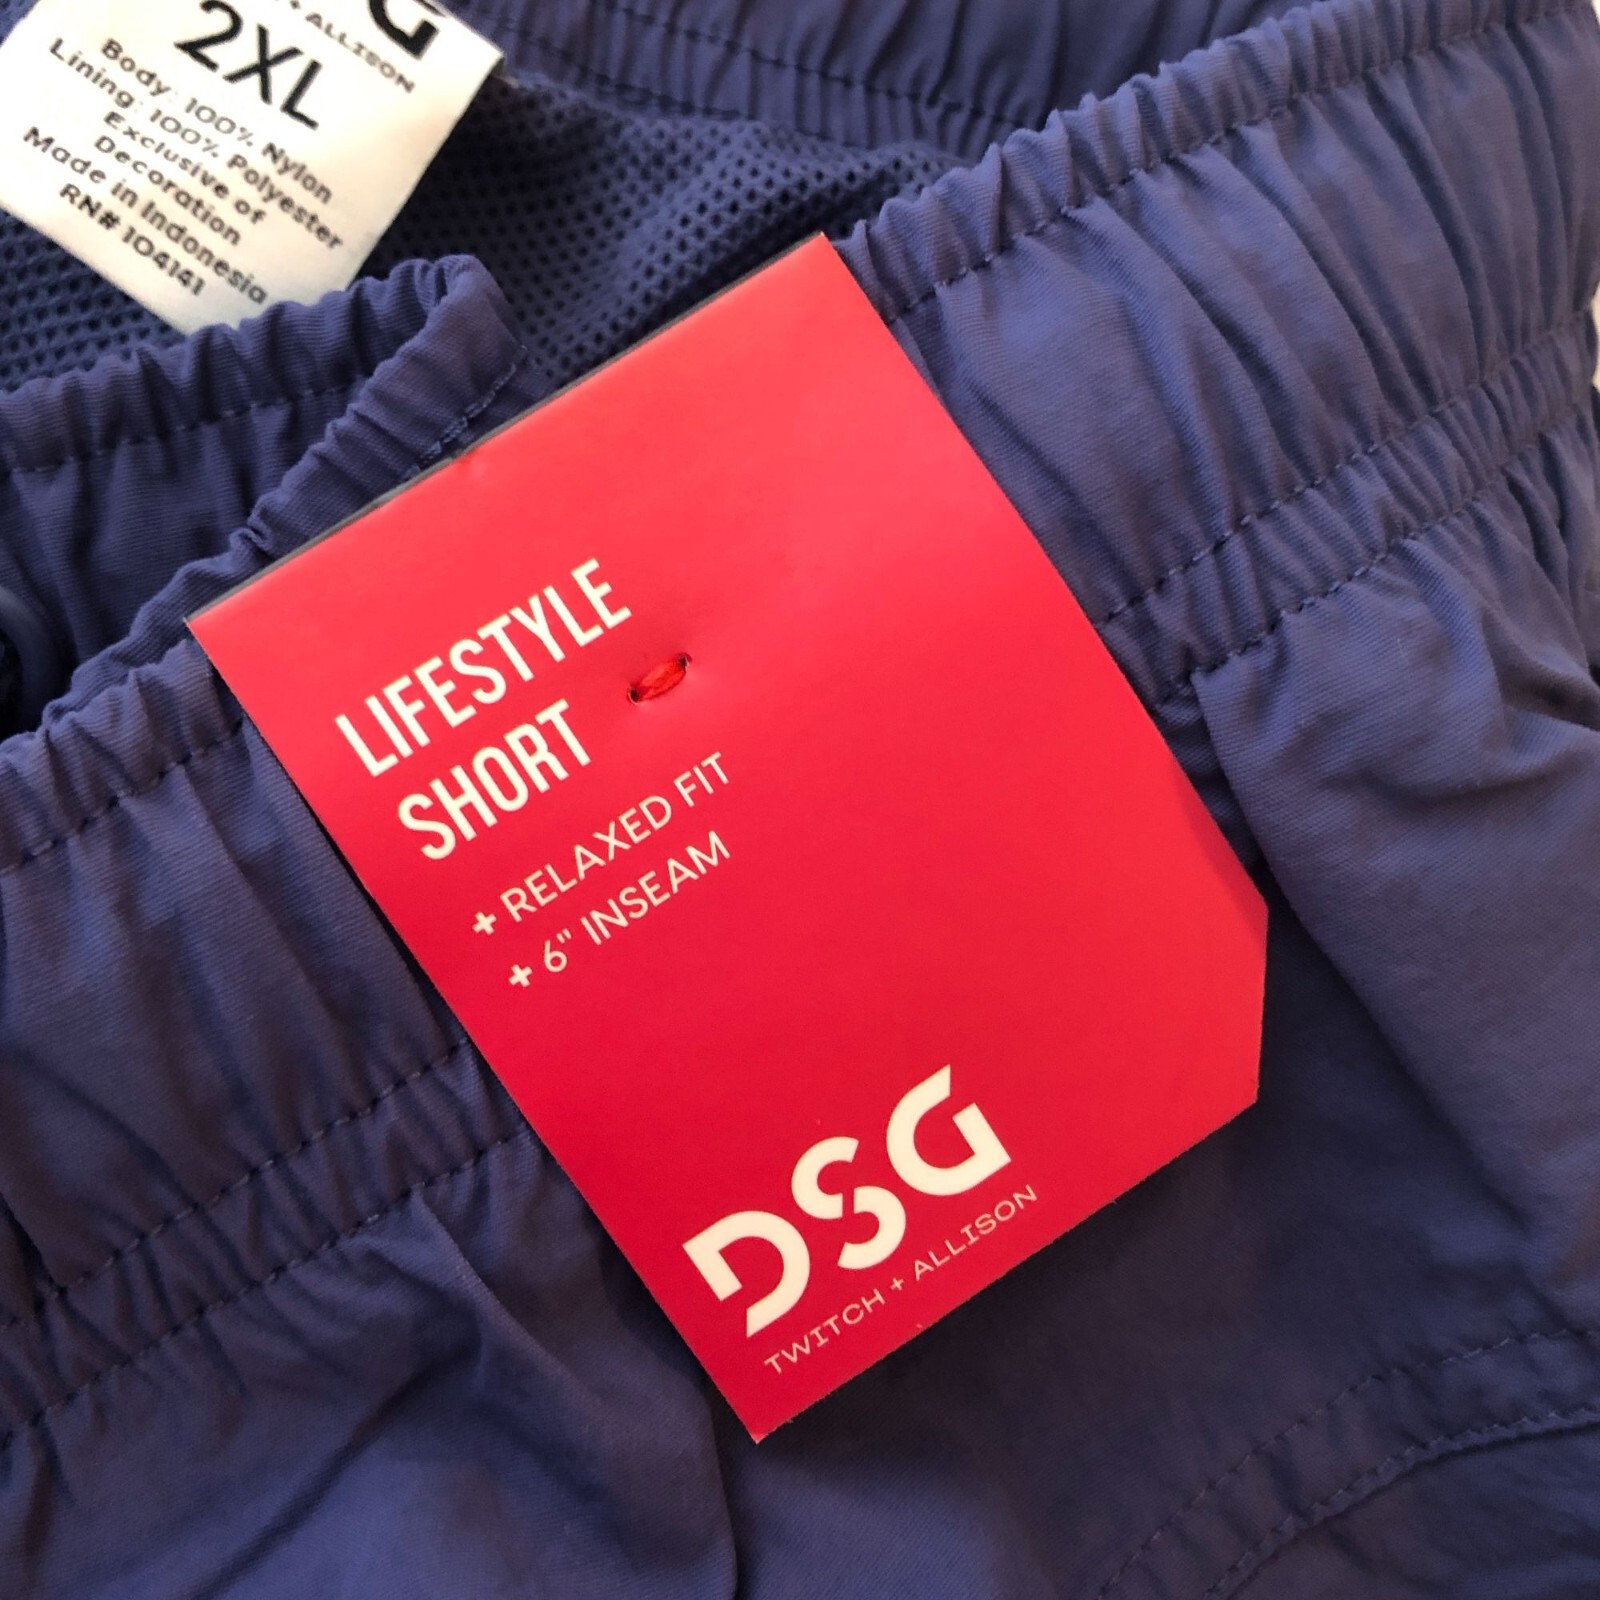 G
+ ALLISON
2XL
Body: 100% Nylon
Lining: 100% Polyester
Exclusive of
Decoration
Made in Indonesia
RN# 104141
LIFESTYLE
SHORT
+ RELAXED FIT
+ 6" INSEAM
DSG
TWITCH + ALLISON